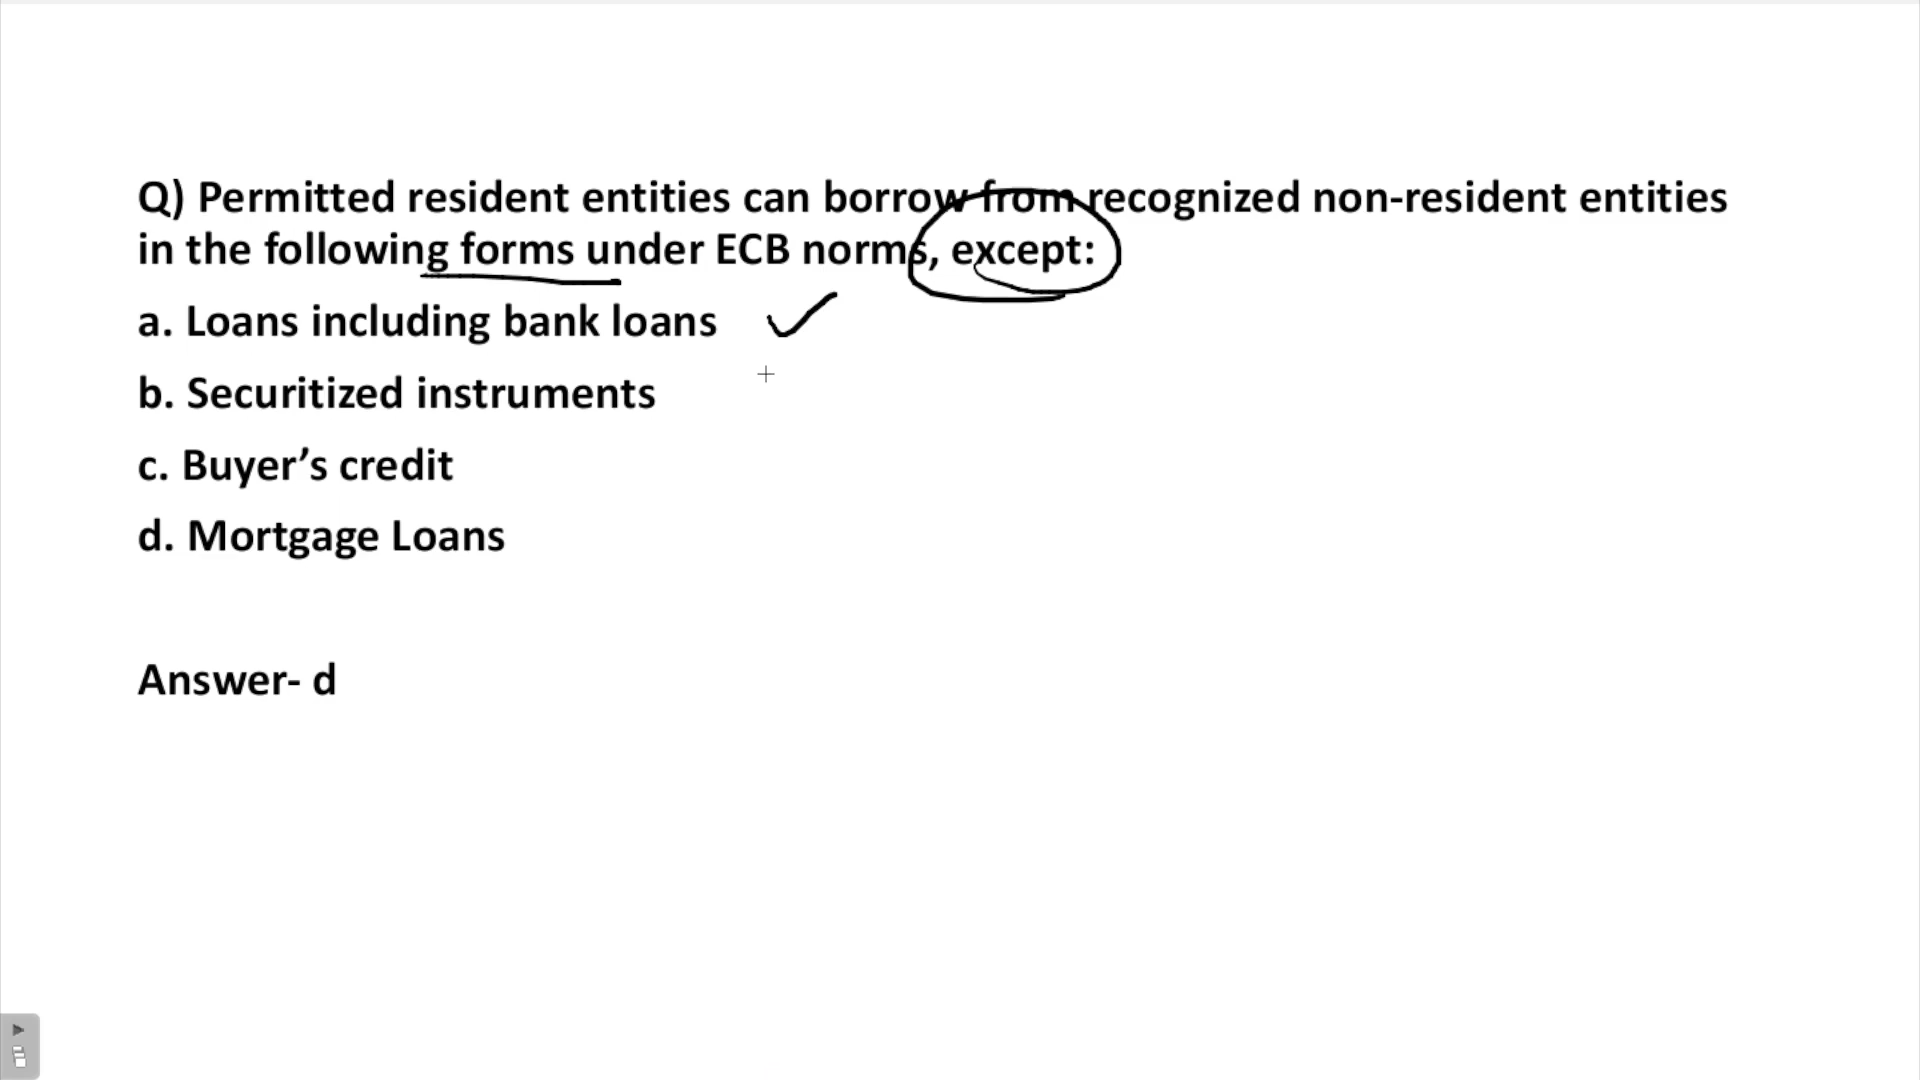 Q) Permitted resident entities can borrow from recognized non-resident entities
in the following forms under ECB norms, except:
a. Loans including bank loans
b. Securitized instruments
c. Buyer’s credit
d. Mortgage Loans
Answer- d